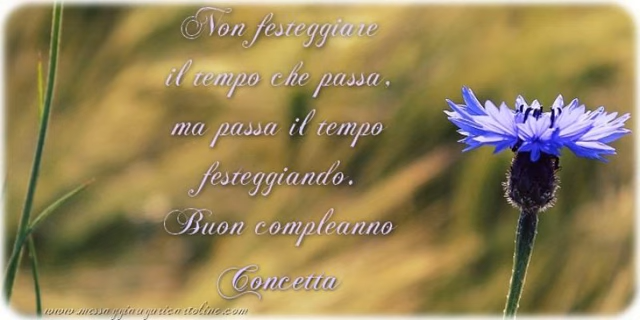 Non festeggiare
il tempo che passa,
ma passa il tempo
festeggiando.
Buon compleanno
Concetta
www.messaggiauguricartoline.com